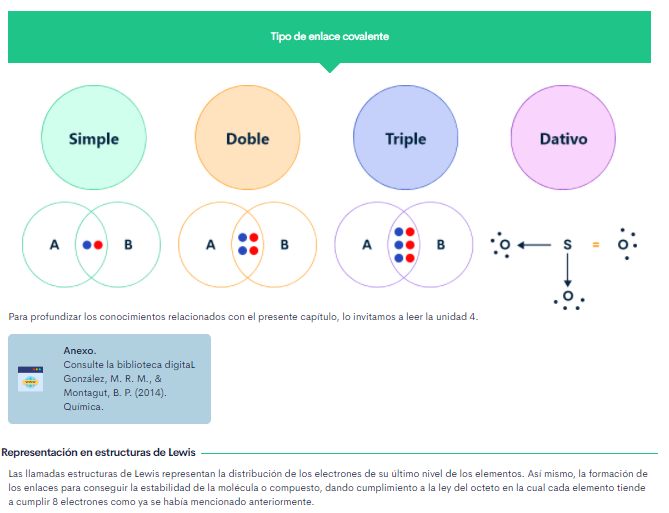 Tipo de enlace covalente
Simple
Doble
Triple
Dativo
A B
A B
A B
O S = O
O
Para profundizar los conocimientos relacionados con el presente capítulo, lo invitamos a leer la unidad 4.
Anexo.
Consulte la biblioteca digital.
González, M. R. M., &
Montagut, B. P. (2014).
Química.
Representación en estructuras de Lewis
Las llamadas estructuras de Lewis representan la distribución de los electrones de su último nivel de los elementos. Así mismo, la formación de
los enlaces para conseguir la estabilidad de la molécula o compuesto, dando cumplimiento a la ley del octeto en la cual cada elemento tiende
a cumplir 8 electrones como ya se había mencionado anteriormente.